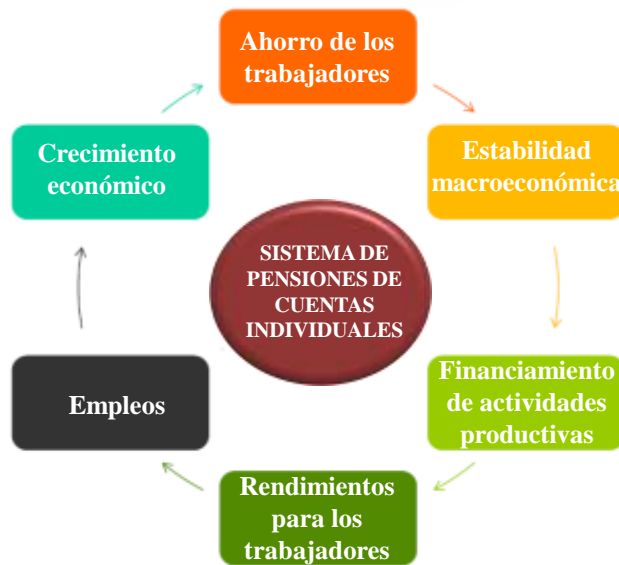 Ahorro de los
trabajadores
Estabilidad
macroeconómica
Financiamiento
de actividades
productivas
Rendimientos
para los
trabajadores
Empleos
Crecimiento
económico
SISTEMA DE
PENSIONES DE
CUENTAS
INDIVIDUALES